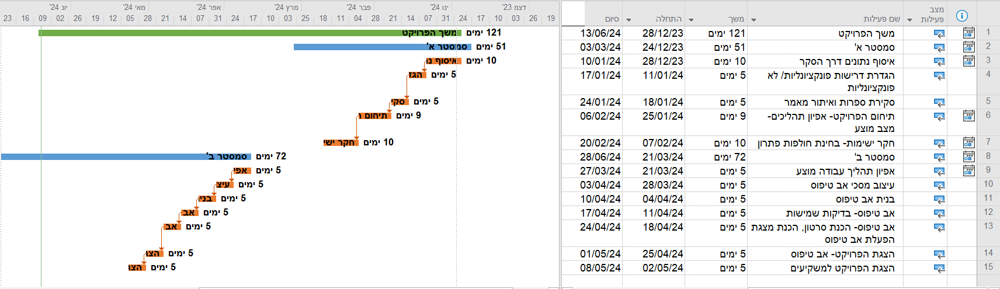 מצב פעילות שם פעילות משך התחלה סיום
1 משך הפרויקט 121 ימים 28/12/23 13/06/24
2 סמסטר א' 51 ימים 24/12/23 03/03/24
3 איסוף נתונים דרך הסקר 10 ימים 28/12/23 10/01/24
4 הגדרת דרישות פונקציונליות/ לא 5 ימים 11/01/24 17/01/24
פונקציונליות
5 סקירת ספרות ואיתור מאמר 5 ימים 18/01/24 24/01/24
6 תיחום הפרויקט- אפיון תהליכים- 9 ימים 25/01/24 06/02/24
מצב מוצע
7 חקר ישימות- בחינת חולפות פתרון 10 ימים 07/02/24 20/02/24
8 סמסטר ב' 72 ימים 21/03/24 28/06/24
9 אפיון תהליך עבודה מוצע 5 ימים 21/03/24 27/03/24
10 עיצוב מסכי אב טיפוס 5 ימים 28/03/24 03/04/24
11 בנית אב טיפוס 5 ימים 04/04/24 10/04/24
12 אב טיפוס- בדיקות שמישות 5 ימים 11/04/24 17/04/24
13 אב טיפוס- הכנת סרטון, הכנת מצגת 5 ימים 18/04/24 24/04/24
הפעלת אב טיפוס
14 הצגת הפרויקט- אב טיפוס 5 ימים 25/04/24 01/05/24
15 הצגת הפרויקט למשקיעים 5 ימים 02/05/24 08/05/24
דצמ 23' ינו 24' פבר 24' מרץ 24' אפר 24' מאי 24' יונ 24'
19 26 03 10 17 24 31 07 14 21 28 04 11 18 25 03 10 17 24 31 07 14 21 28 05 12 19 26 02 09 16 23
121 ימים משך הפרויקט
51 ימים סמסטר א'
10 ימים איסוף נ
5 ימים הגז
5 ימים סקי
9 ימים תיחום
10 ימים חקר ישי
72 ימים סמסטר ב'
5 ימים אפי
5 ימים עיצ
5 ימים בני
5 ימים אב
5 ימים אב
5 ימים הצג
5 ימים הצג